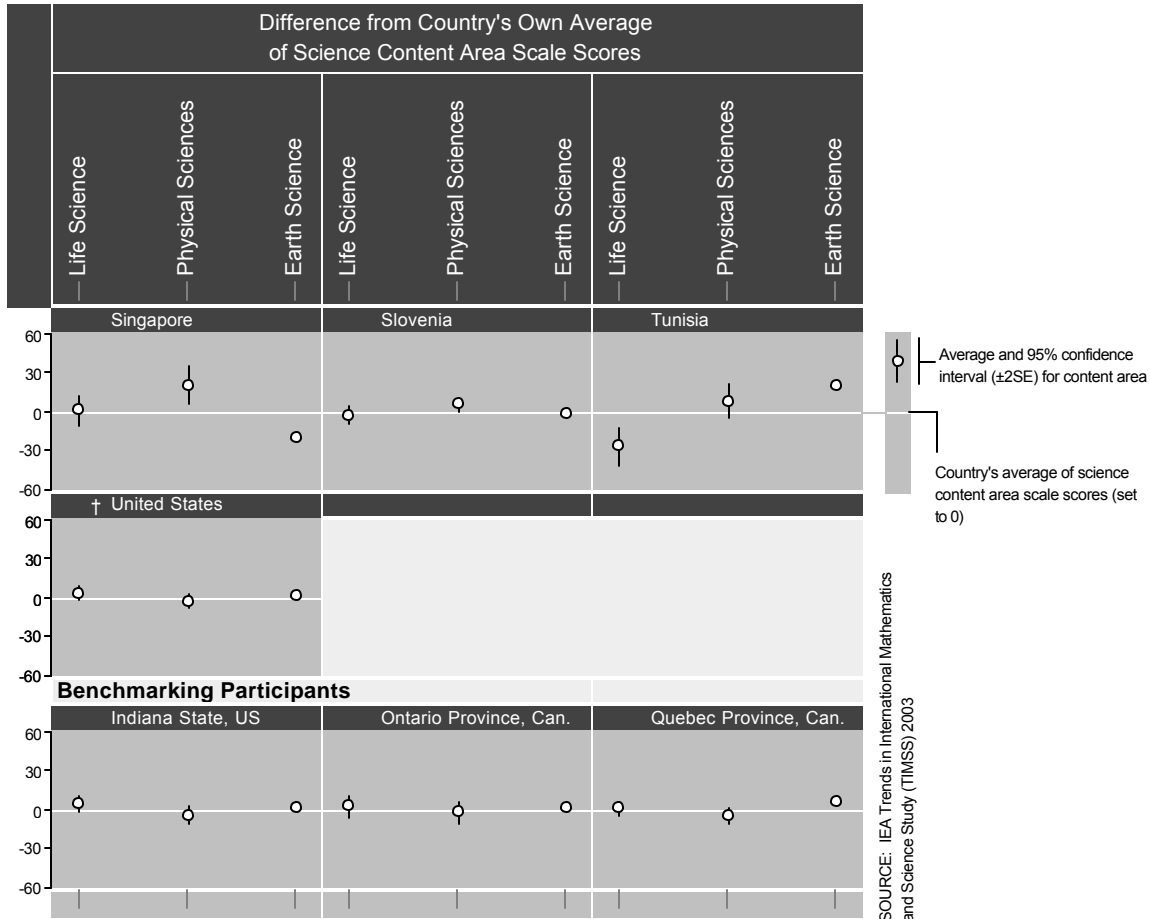 Difference from Country's Own Average
of Science Content Area Scale Scores
Life Science
Physical Sciences
Earth Science
Life Science
Physical Sciences
Earth Science
Life Science
Physical Sciences
Earth Science
Singapore
Slovenia
Tunisia
60
30
0
-30
-60
Average and 95% confidence
interval (±2SE) for content area
Country's average of science
content area scale scores (set
to 0)
† United States
60
30
0
-30
-60
Benchmarking Participants
Indiana State, US
Ontario Province, Can.
Quebec Province, Can.
60
30
0
-30
-60
SOURCE: IEA Trends in International Mathematics
and Science Study (TIMSS) 2003